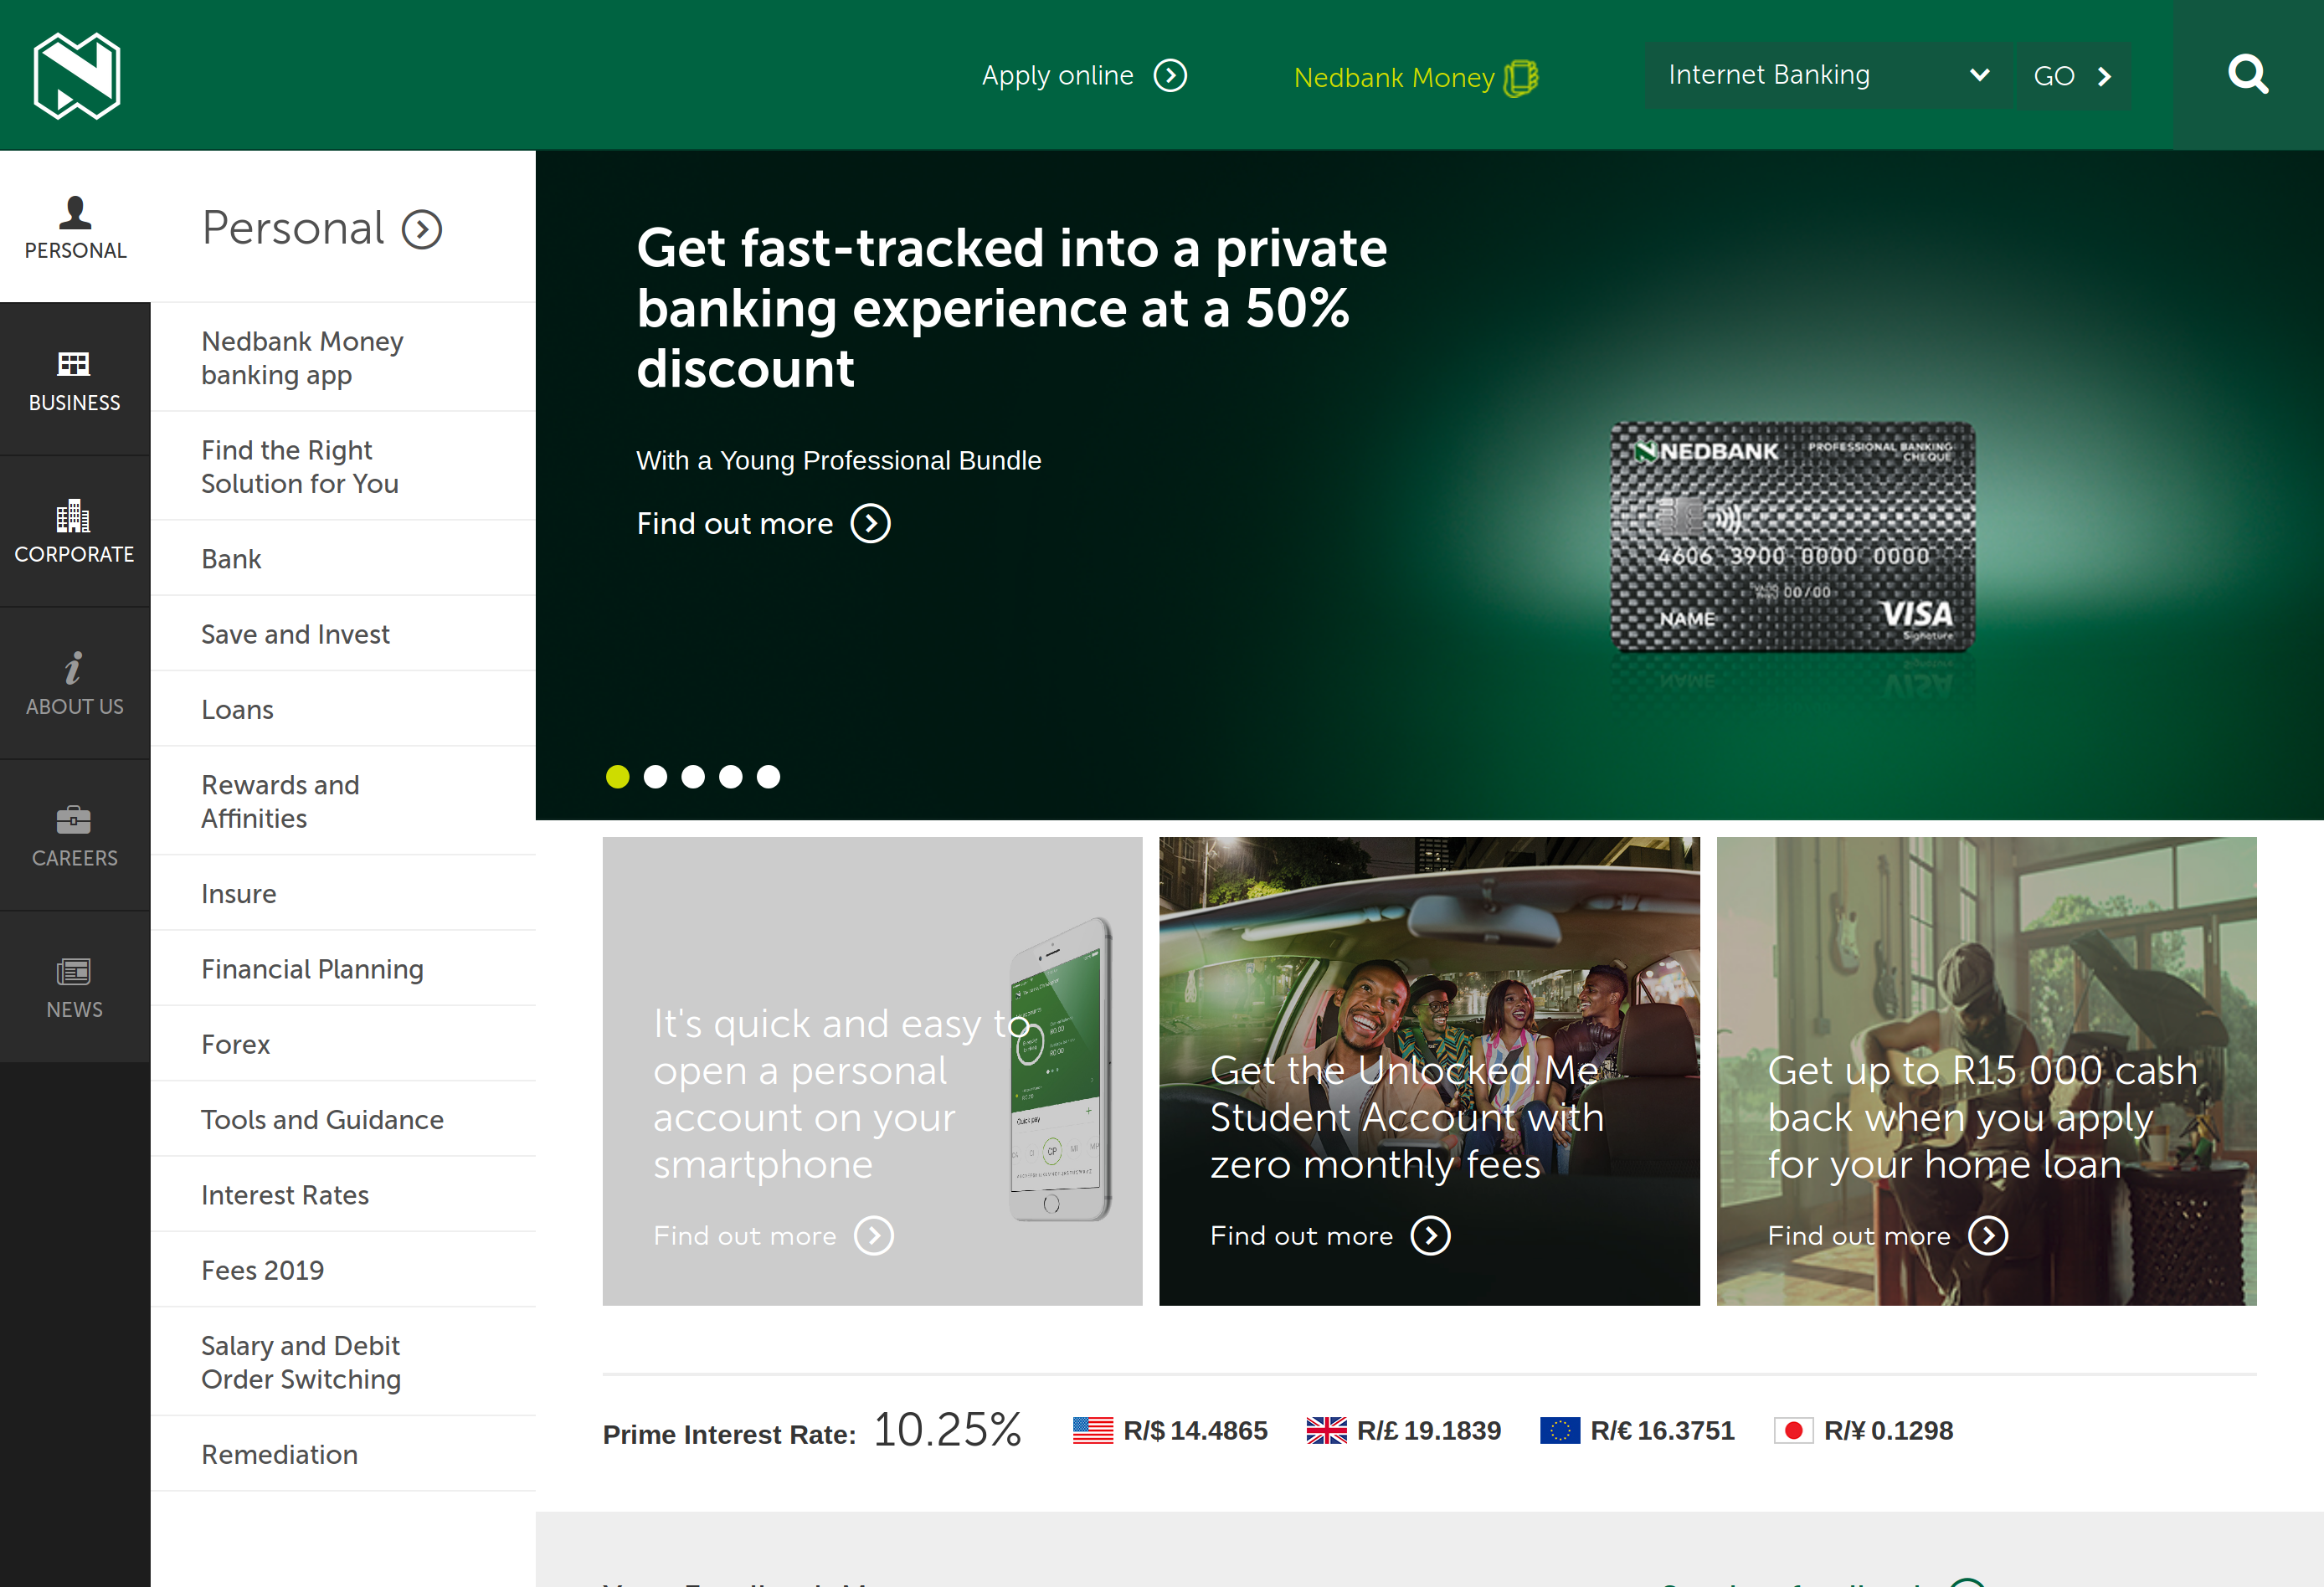 Apply online
Nedbank Money
Internet Banking
GO
PERSONAL
BUSINESS
CORPORATE
ABOUT US
CAREERS
NEWS
Personal
Nedbank Money
banking app
Find the Right
Solution for You
Bank
Save and Invest
Loans
Rewards and
Affinities
Insure
Financial Planning
Forex
Tools and Guidance
Interest Rates
Fees 2019
Salary and Debit
Order Switching
Remediation
Get fast-tracked into a private
banking experience at a 50%
discount
With a Young Professional Bundle
Find out more
NEDBANK
PROFESSIONAL BANKING
CHEQUE
4606 3900 0000 0000
00/00
NAME
VISA
Signature
It's quick and easy to
open a personal
account on your
smartphone
Find out more
Quick pay
CP
Get the Unlocked.Me
Student Account with
zero monthly fees
Find out more
Get up to R15 000 cash
back when you apply
for your home loan
Find out more
Prime Interest Rate: 10.25%
R/$ 14.4865
R/£ 19.1839
R/€ 16.3751
R/¥ 0.1298